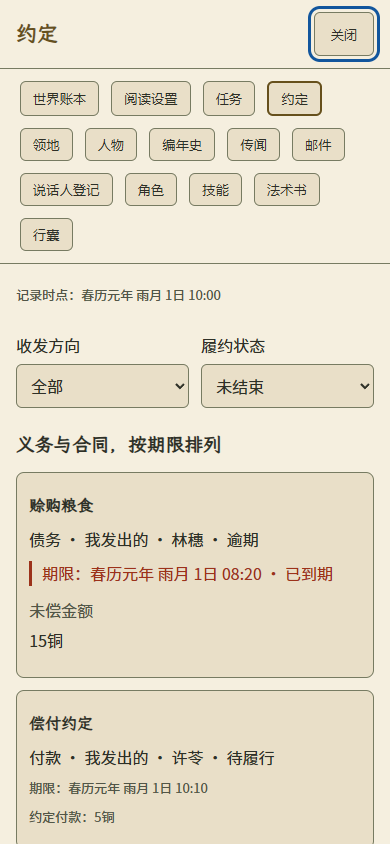 约定
关闭
世界账本 阅读设置 任务 约定
领地 人物 编年史 传闻 邮件
说话人登记 角色 技能 法术书
行囊
记录时点：春历元年 雨月 1日 10:00
收发方向 履约状态
全部 未结束
义务与合同，按期限排列
赊购粮食
债务 · 我发出的 · 林穗 · 逾期
期限：春历元年 雨月 1日 08:20 · 已到期
未偿金额
15铜
偿付约定
付款 · 我发出的 · 许苓 · 待履行
期限：春历元年 雨月 1日 10:10
约定付款：5铜